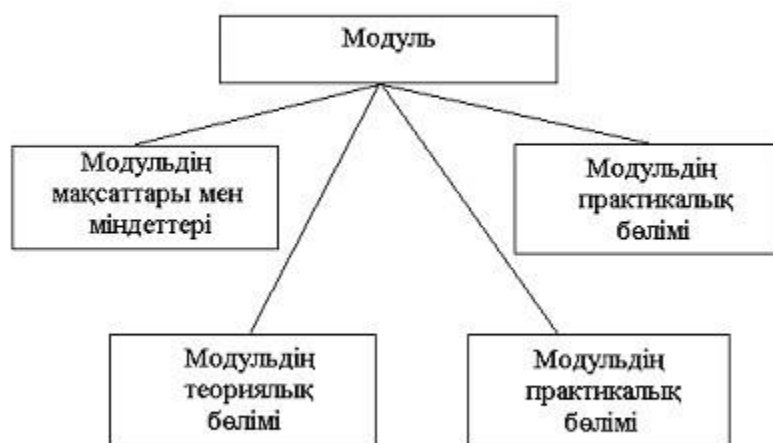 Модуль
Модульдің
мақсаттары мен
міндеттері
Модульдің
практикалық
бөлімі
Модульдің
теориялық
бөлімі
Модульдің
практикалық
бөлімі